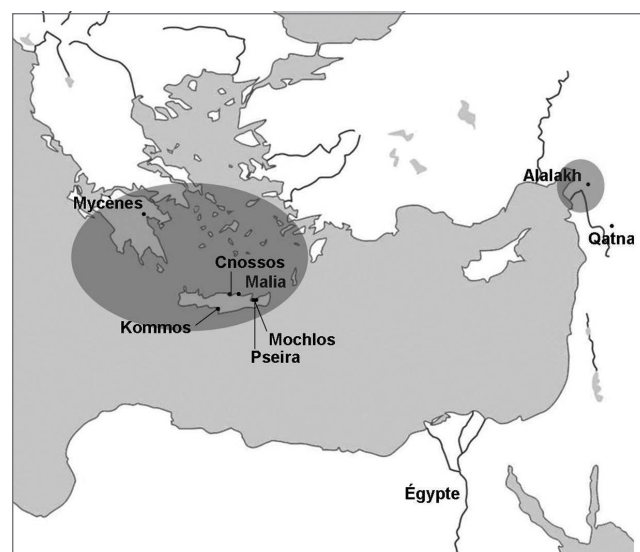 Alalakh
Mycènes
Qatna
Cnossos
Malia
Kommos
Mochlos
Pseira
Égypte